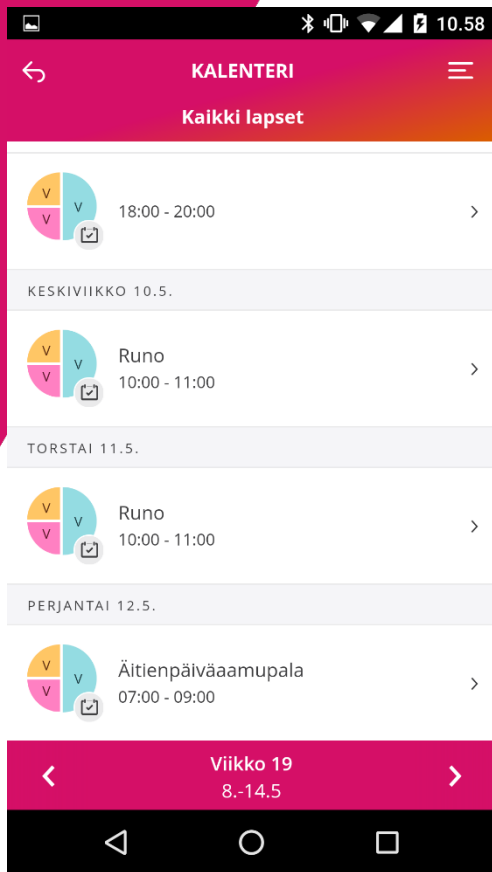 10.58
KALENTERI
Kaikki lapset
V
V
V
18:00 - 20:00
KESKIVIIKKO 10.5.
V
V
V
Runo
10:00 - 11:00
TORSTAI 11.5.
V
V
V
Runo
10:00 - 11:00
PERJANTAI 12.5.
V
V
V
Äitienpäiväaamupala
07:00 - 09:00
Viikko 19
8.-14.5